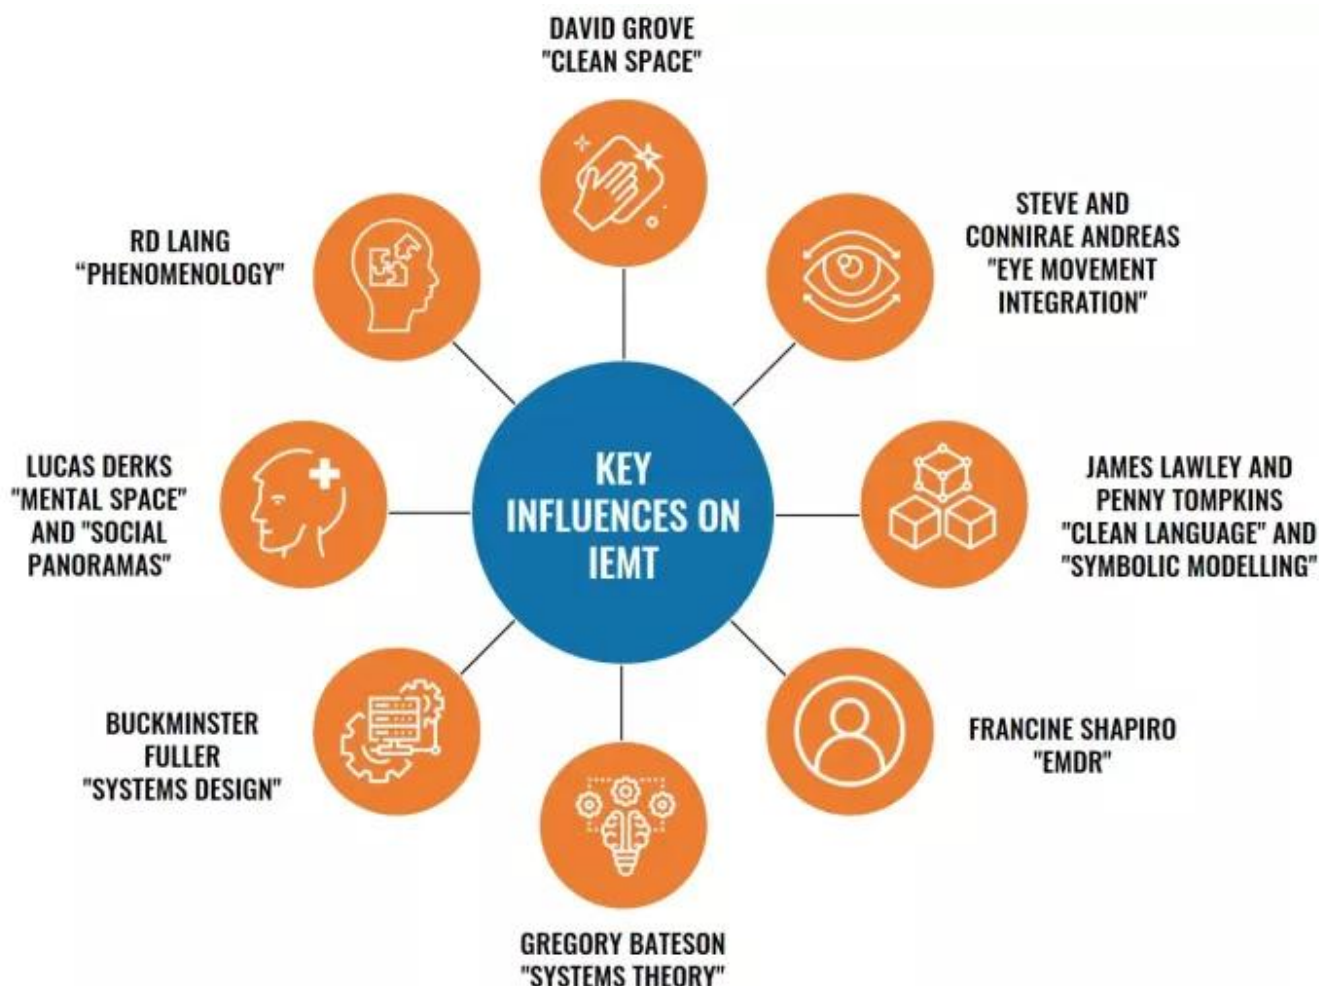 DAVID GROVE
"CLEAN SPACE"
STEVE AND
CONNIRAE ANDREAS
"EYE MOVEMENT
INTEGRATION"
JAMES LAWLEY AND
PENNY TOMPKINS
"CLEAN LANGUAGE" AND
"SYMBOLIC MODELLING"
FRANCINE SHAPIRO
"EMDR"
GREGORY BATESON
"SYSTEMS THEORY"
BUCKMINSTER
FULLER
"SYSTEMS DESIGN"
LUCAS DERKS
"MENTAL SPACE"
AND "SOCIAL
PANORAMAS"
RD LAING
“PHENOMENOLOGY"
KEY
INFLUENCES ON
IEMT